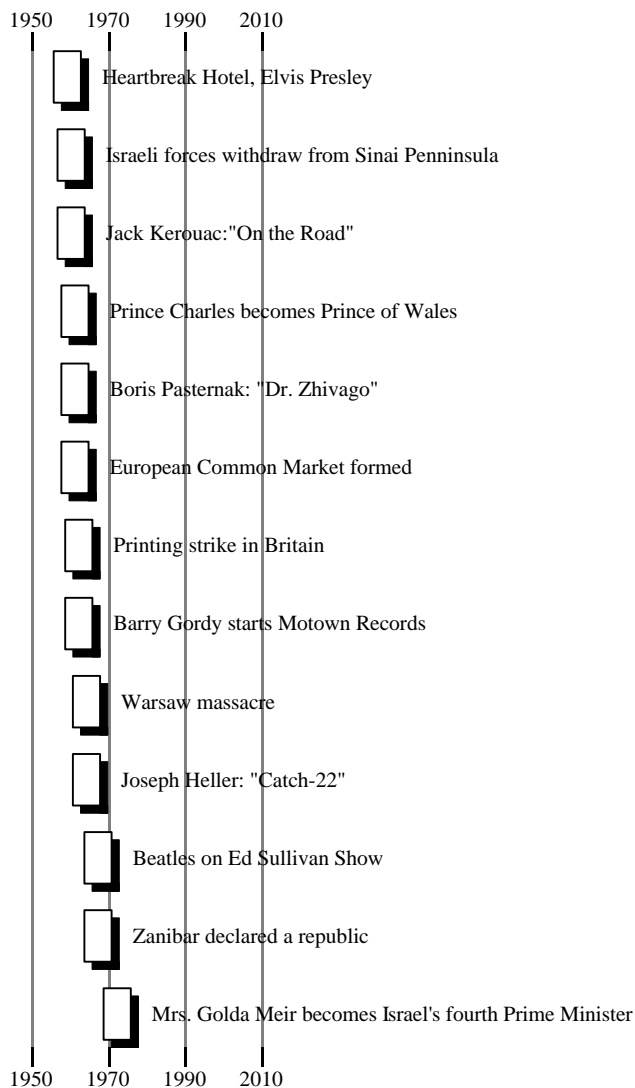 1950 1970 1990 2010
Heartbreak Hotel, Elvis Presley
Israeli forces withdraw from Sinai Penninsula
Jack Kerouac:"On the Road"
Prince Charles becomes Prince of Wales
Boris Pasternak: "Dr. Zhivago"
European Common Market formed
Printing strike in Britain
Barry Gordy starts Motown Records
Warsaw massacre
Joseph Heller: "Catch-22"
Beatles on Ed Sullivan Show
Zanibar declared a republic
Mrs. Golda Meir becomes Israel's fourth Prime Minister
1950 1970 1990 2010